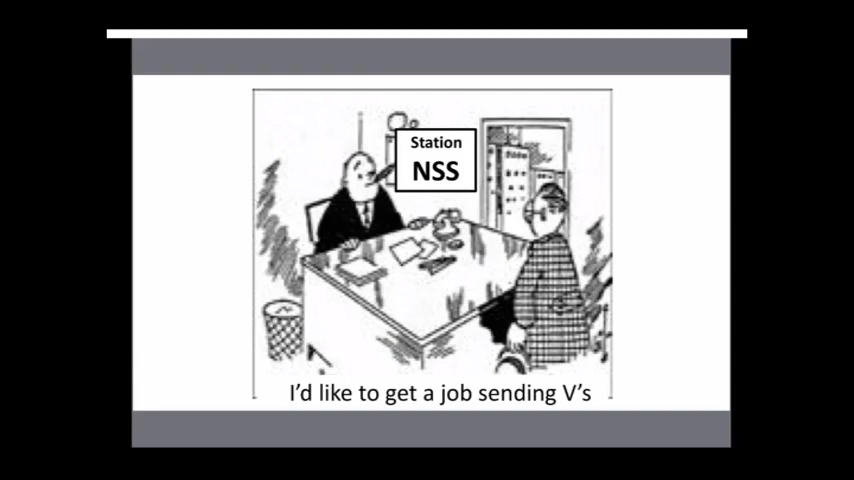 Station
NSS
I’d like to get a job sending V’s